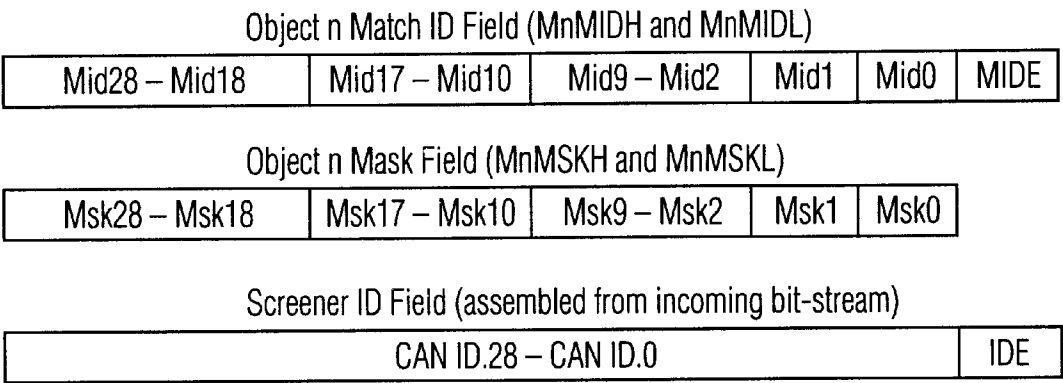 Object n Match ID Field (MnMIDH and MnMIDL)
Mid28 – Mid18 Mid17 – Mid10 Mid9 – Mid2 Mid1 Mid0 MIDE
Object n Mask Field (MnMSKH and MnMSKL)
Msk28 – Msk18 Msk17 – Msk10 Msk9 – Msk2 Msk1 Msk0
Screener ID Field (assembled from incoming bit-stream)
CAN ID.28 – CAN ID.0 IDE